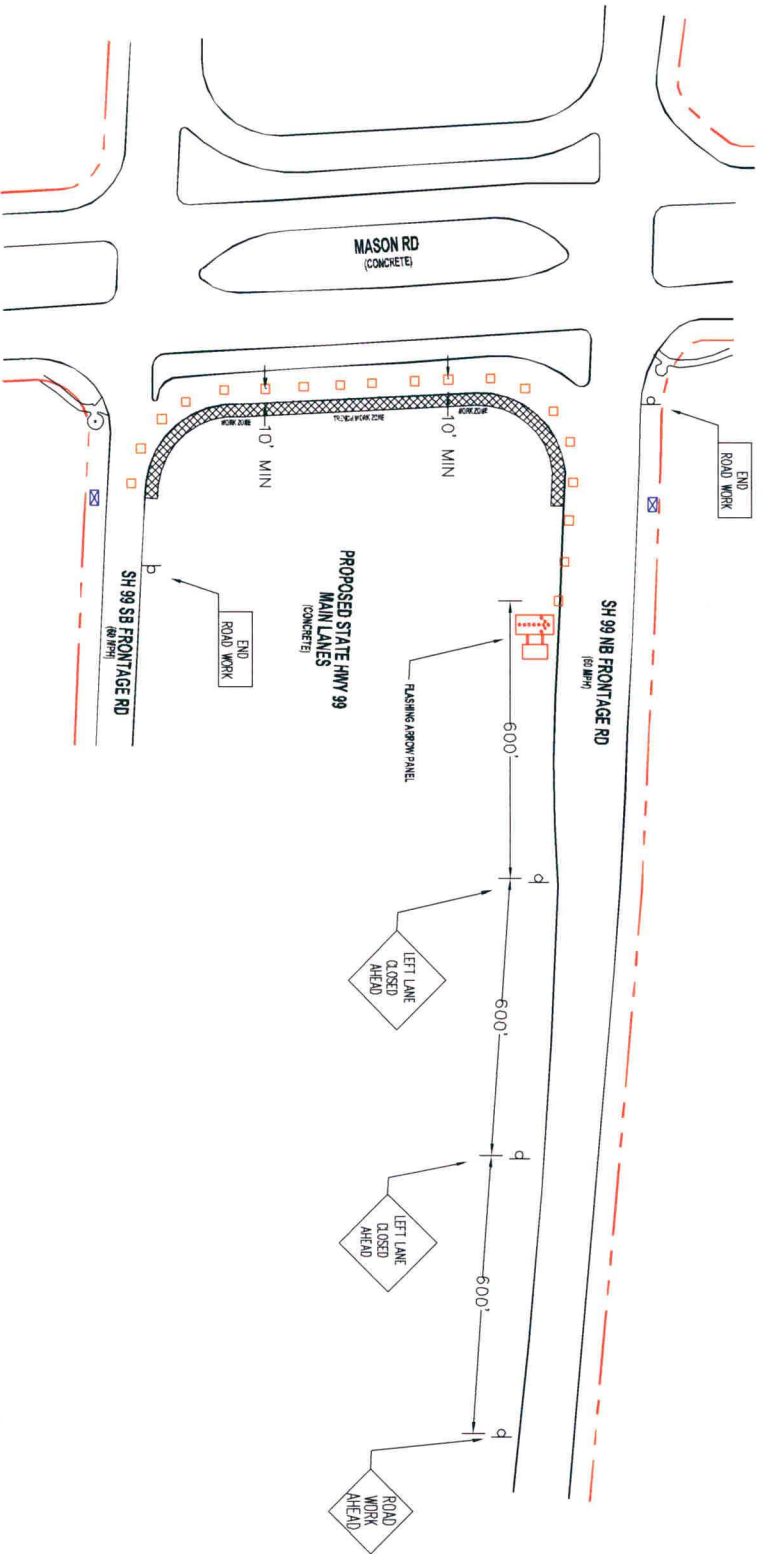 END
ROAD WORK
MASON RD
(CONCRETE)
SH 99 NB FRONTAGE RD
(60 MPH)
10' MIN
10' MIN
WORK ZONE
TRENCH WORK ZONE
WORK ZONE
PROPOSED STATE HWY 99
MAIN LANES
(CONCRETE)
END
ROAD WORK
SH 99 SB FRONTAGE RD
(60 MPH)
FLASHING ARROW PANEL
600'
LEFT LANE
CLOSED
AHEAD
600'
LEFT LANE
CLOSED
AHEAD
600'
ROAD
WORK
AHEAD